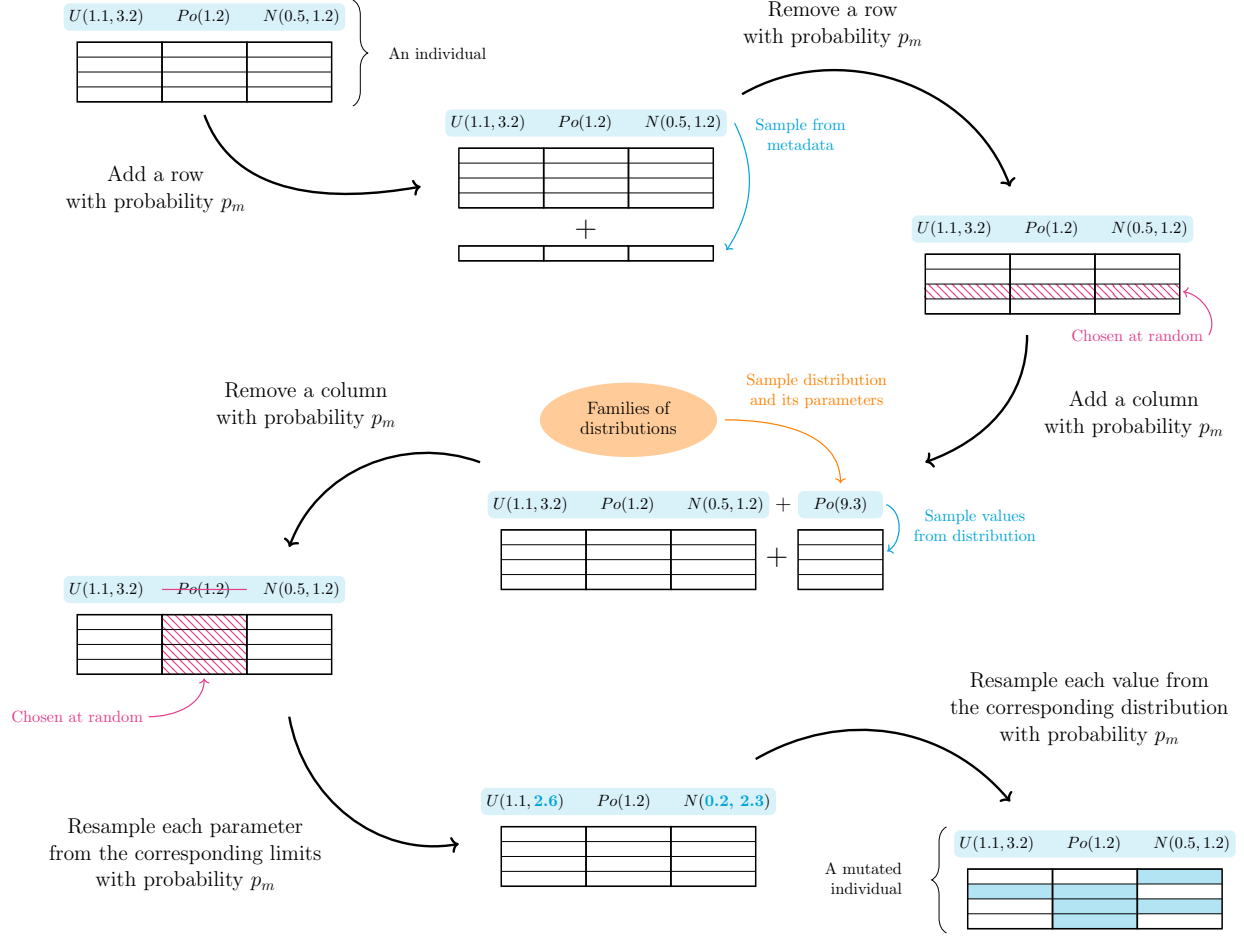 U(1.1, 3.2) Po(1.2) N(0.5, 1.2)
An individual
Add a row
with probability p_m
U(1.1, 3.2) Po(1.2) N(0.5, 1.2)
+
Sample from
metadata
Remove a row
with probability p_m
U(1.1, 3.2) Po(1.2) N(0.5, 1.2)
Chosen at random
Add a column
with probability p_m
Families of
distributions
Sample distribution
and its parameters
U(1.1, 3.2) Po(1.2) N(0.5, 1.2) + Po(9.3)
+
Sample values
from distribution
Remove a column
with probability p_m
U(1.1, 3.2) Po(1.2) N(0.5, 1.2)
Chosen at random
Resample each parameter
from the corresponding limits
with probability p_m
U(1.1, 2.6) Po(1.2) N(0.2, 2.3)
Resample each value from
the corresponding distribution
with probability p_m
U(1.1, 3.2) Po(1.2) N(0.5, 1.2)
A mutated
individual